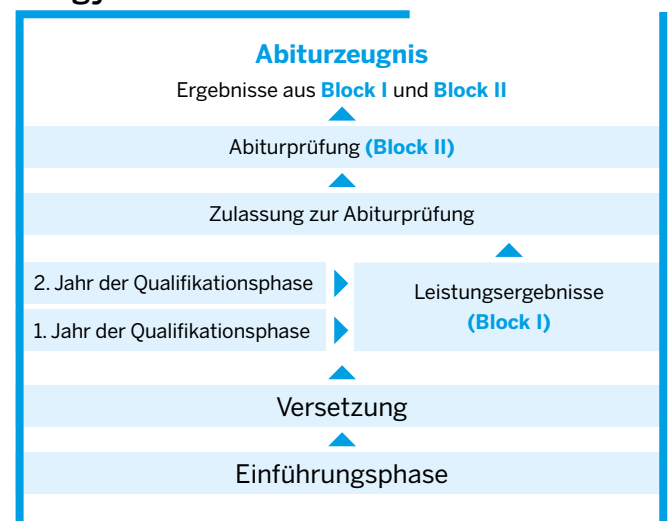 Abiturzeugnis
Ergebnisse aus Block I und Block II
Abiturprüfung (Block II)
Zulassung zur Abiturprüfung
2. Jahr der Qualifikationsphase
1. Jahr der Qualifikationsphase
Leistungsergebnisse
(Block I)
Versetzung
Einführungsphase